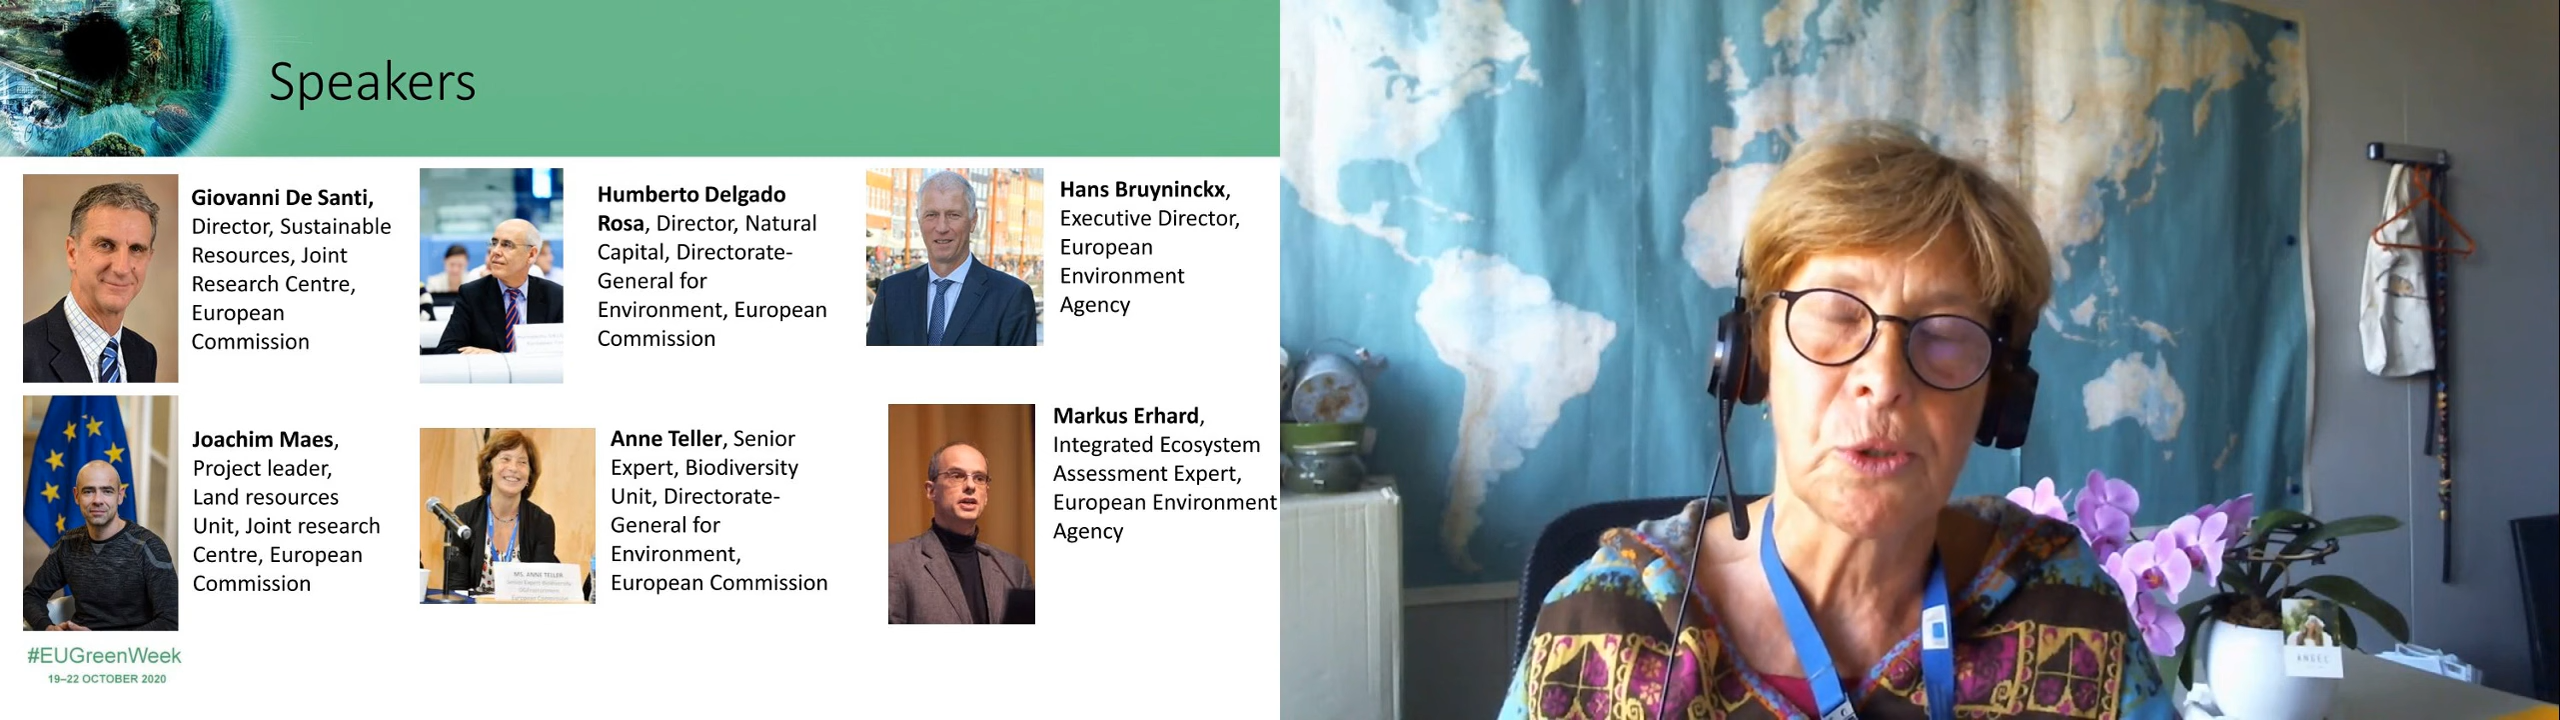 Speakers
Giovanni De Santi,
Director, Sustainable
Resources, Joint
Research Centre,
European
Commission
Humberto Delgado
Rosa, Director, Natural
Capital, Directorate-
General for
Environment, European
Commission
Hans Bruyninckx,
Executive Director,
European
Environment
Agency
Joachim Maes,
Project leader,
Land resources
Unit, Joint research
Centre, European
Commission
MS. ANNE TELLER
Anne Teller, Senior
Expert, Biodiversity
Unit, Directorate-
General for
Environment,
European Commission
Markus Erhard,
Integrated Ecosystem
Assessment Expert,
European Environment
Agency
#EUGreenWeek
19–22 OCTOBER 2020